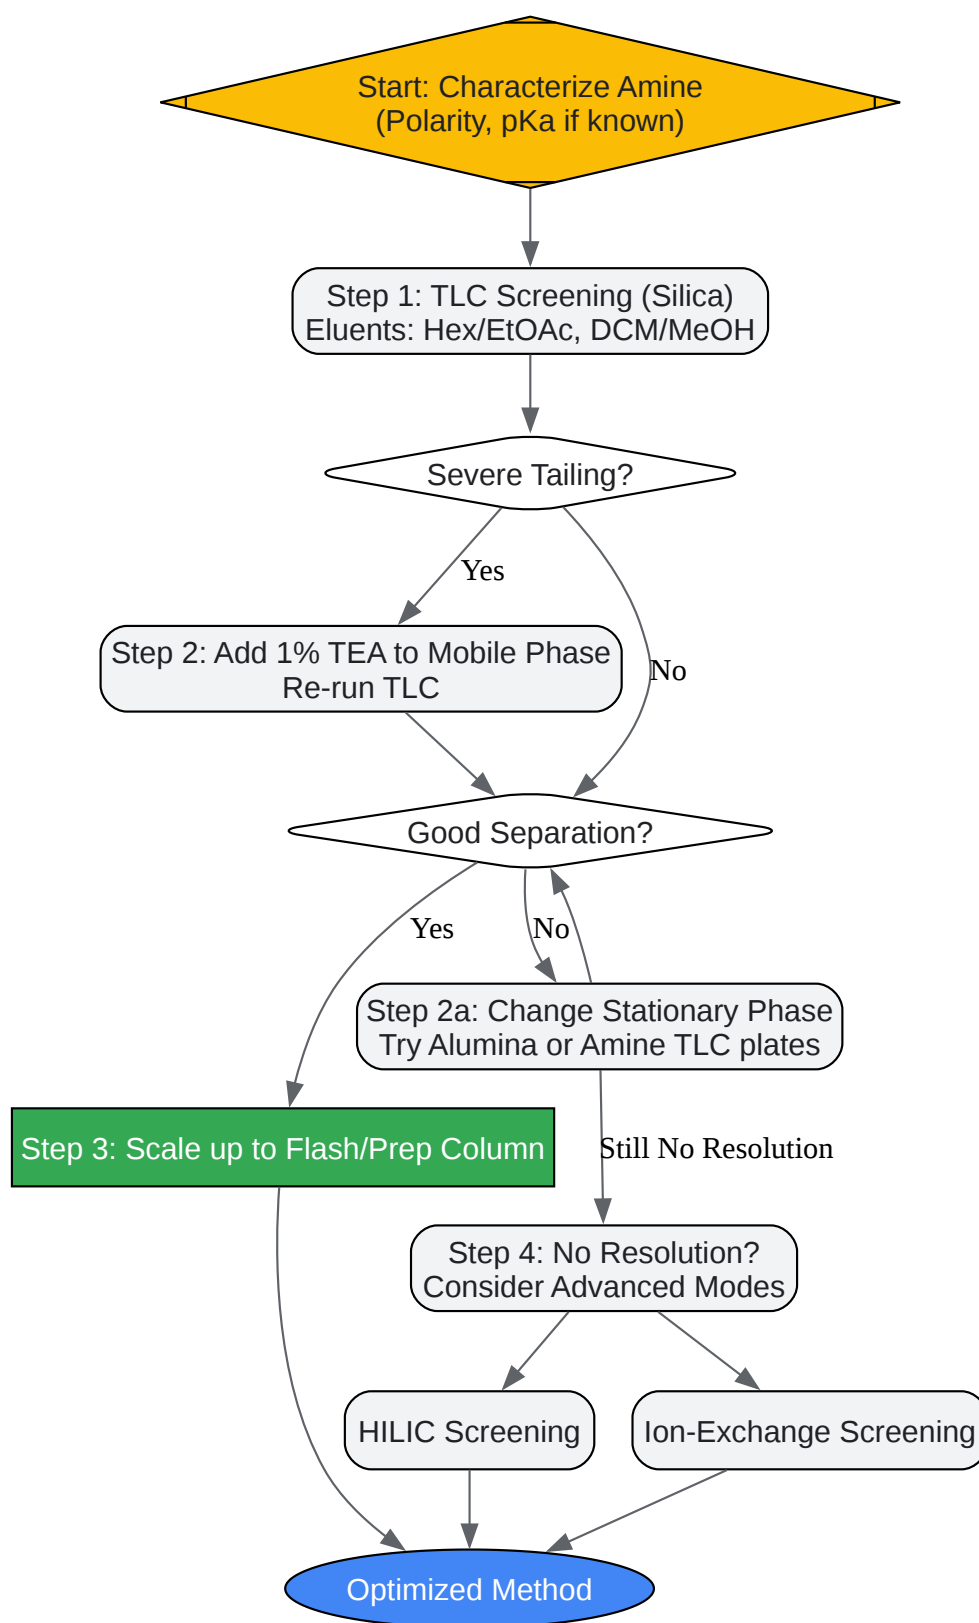 Start: Characterize Amine
(Polarity, pKa if known)
Step 1: TLC Screening (Silica)
Eluents: Hex/EtOAc, DCM/MeOH
Severe Tailing?
Yes
Step 2: Add 1% TEA to Mobile Phase
Re-run TLC
No
Good Separation?
Yes
No
Step 2a: Change Stationary Phase
Try Alumina or Amine TLC plates
Step 3: Scale up to Flash/Prep Column
Still No Resolution
Step 4: No Resolution?
Consider Advanced Modes
HILIC Screening
Ion-Exchange Screening
Optimized Method